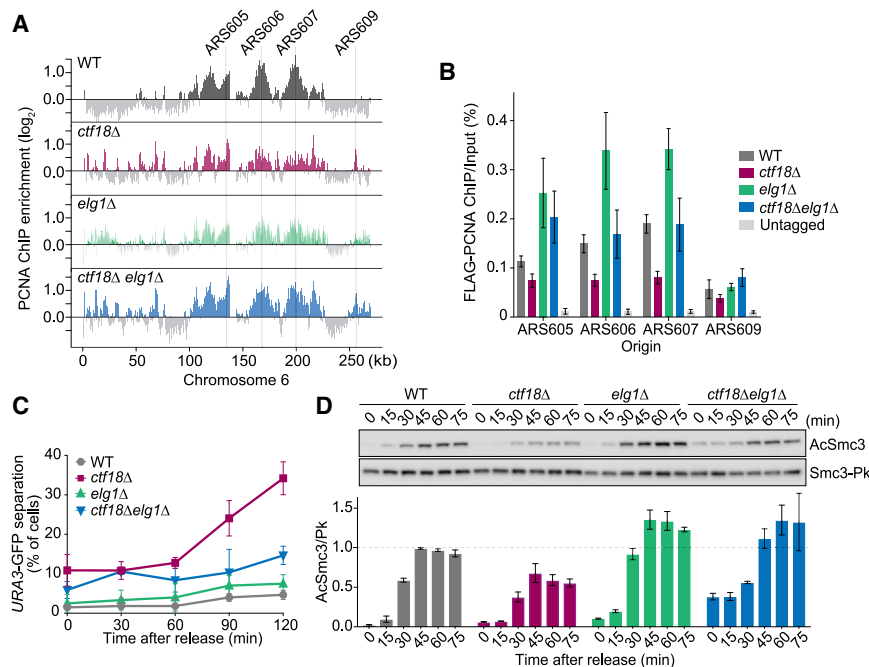 A
ARS605
ARS606
ARS607
ARS609
WT
1.0
0.0
ctf18Δ
1.0
0.0
elg1Δ
1.0
0.0
ctf18Δ elg1Δ
1.0
0.0
PCNA ChIP enrichment (log2)
0 50 100 150 200 250 (kb)
Chromosome 6
B
FLAG-PCNA ChIP/Input (%)
0.4
0.3
0.2
0.1
0
WT
ctf18Δ
elg1Δ
ctf18Δelg1Δ
Untagged
ARS605 ARS606 ARS607 ARS609
Origin
C
URA3-GFP separation
(% of cells)
40
30
20
10
0
WT
ctf18Δ
elg1Δ
ctf18Δelg1Δ
0 30 60 90 120
Time after release (min)
D
WT ctf18Δ elg1Δ ctf18Δelg1Δ
0 15 30 45 60 75 0 15 30 45 60 75 0 15 30 45 60 75 0 15 30 45 60 75 (min)
AcSmc3
Smc3-Pk
AcSmc3/Pk
1.5
1.0
0.5
0.0
0 15 30 45 60 75 0 15 30 45 60 75 0 15 30 45 60 75 0 15 30 45 60 75
Time after release (min)